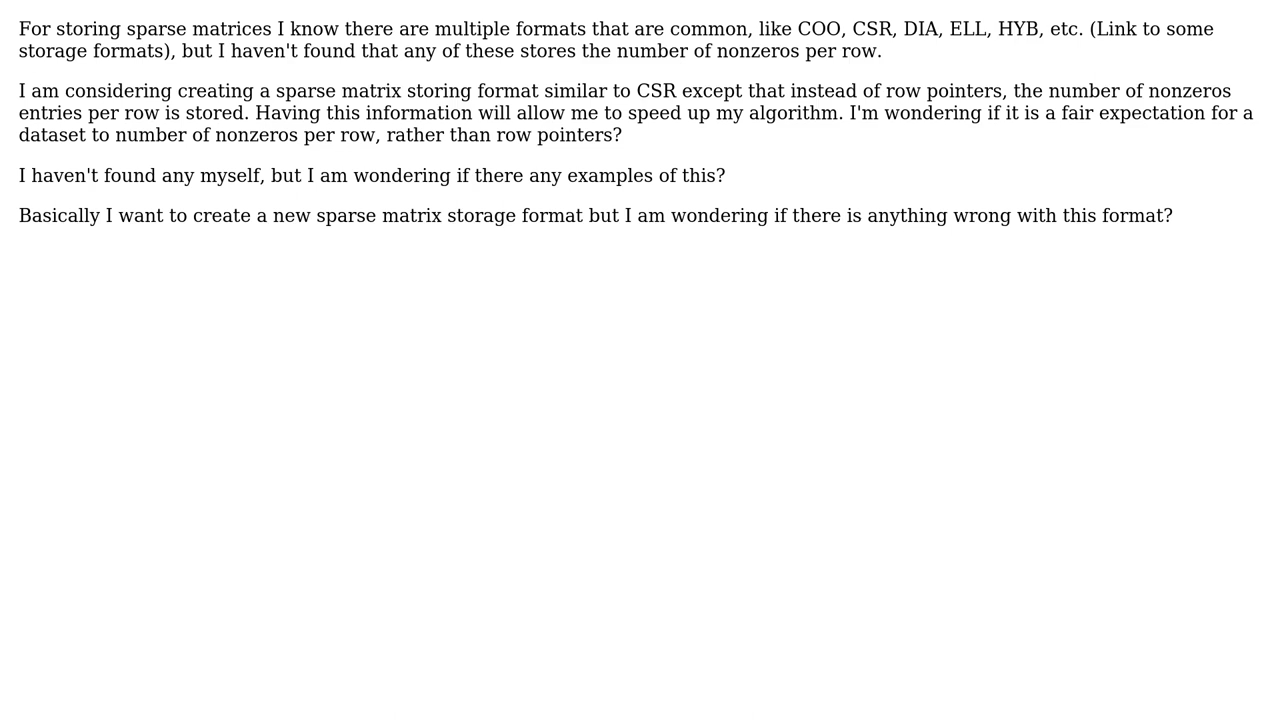 For storing sparse matrices I know there are multiple formats that are common, like COO, CSR, DIA, ELL, HYB, etc. (Link to some
storage formats), but I haven't found that any of these stores the number of nonzeros per row.
I am considering creating a sparse matrix storing format similar to CSR except that instead of row pointers, the number of nonzeros
entries per row is stored. Having this information will allow me to speed up my algorithm. I'm wondering if it is a fair expectation for a
dataset to number of nonzeros per row, rather than row pointers?
I haven't found any myself, but I am wondering if there any examples of this?
Basically I want to create a new sparse matrix storage format but I am wondering if there is anything wrong with this format?